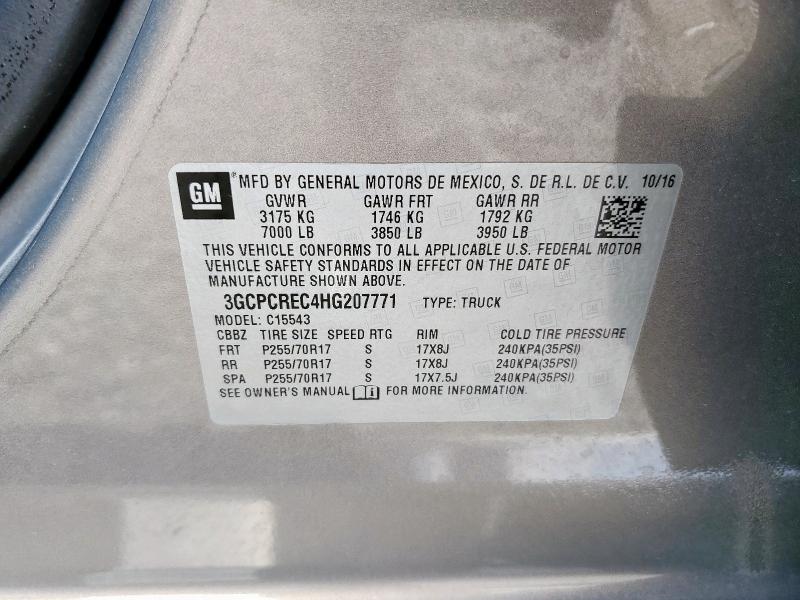 GM ® MFD BY GENERAL MOTORS DE MEXICO, S. DE R.L. DE C.V. 10/16
GVWR GAWR FRT GAWR RR
3175 KG 1746 KG 1792 KG
7000 LB 3850 LB 3950 LB
THIS VEHICLE CONFORMS TO ALL APPLICABLE U.S. FEDERAL MOTOR
VEHICLE SAFETY STANDARDS IN EFFECT ON THE DATE OF
MANUFACTURE SHOWN ABOVE.
3GCPCREC4HG207771 TYPE: TRUCK
MODEL: C15543
CBBZ TIRE SIZE SPEED RTG RIM COLD TIRE PRESSURE
FRT P255/70R17 S 17X8J 240KPA(35PSI)
RR P255/70R17 S 17X8J 240KPA(35PSI)
SPA P255/70R17 S 17X7.5J 240KPA(35PSI)
SEE OWNER'S MANUAL FOR MORE INFORMATION.